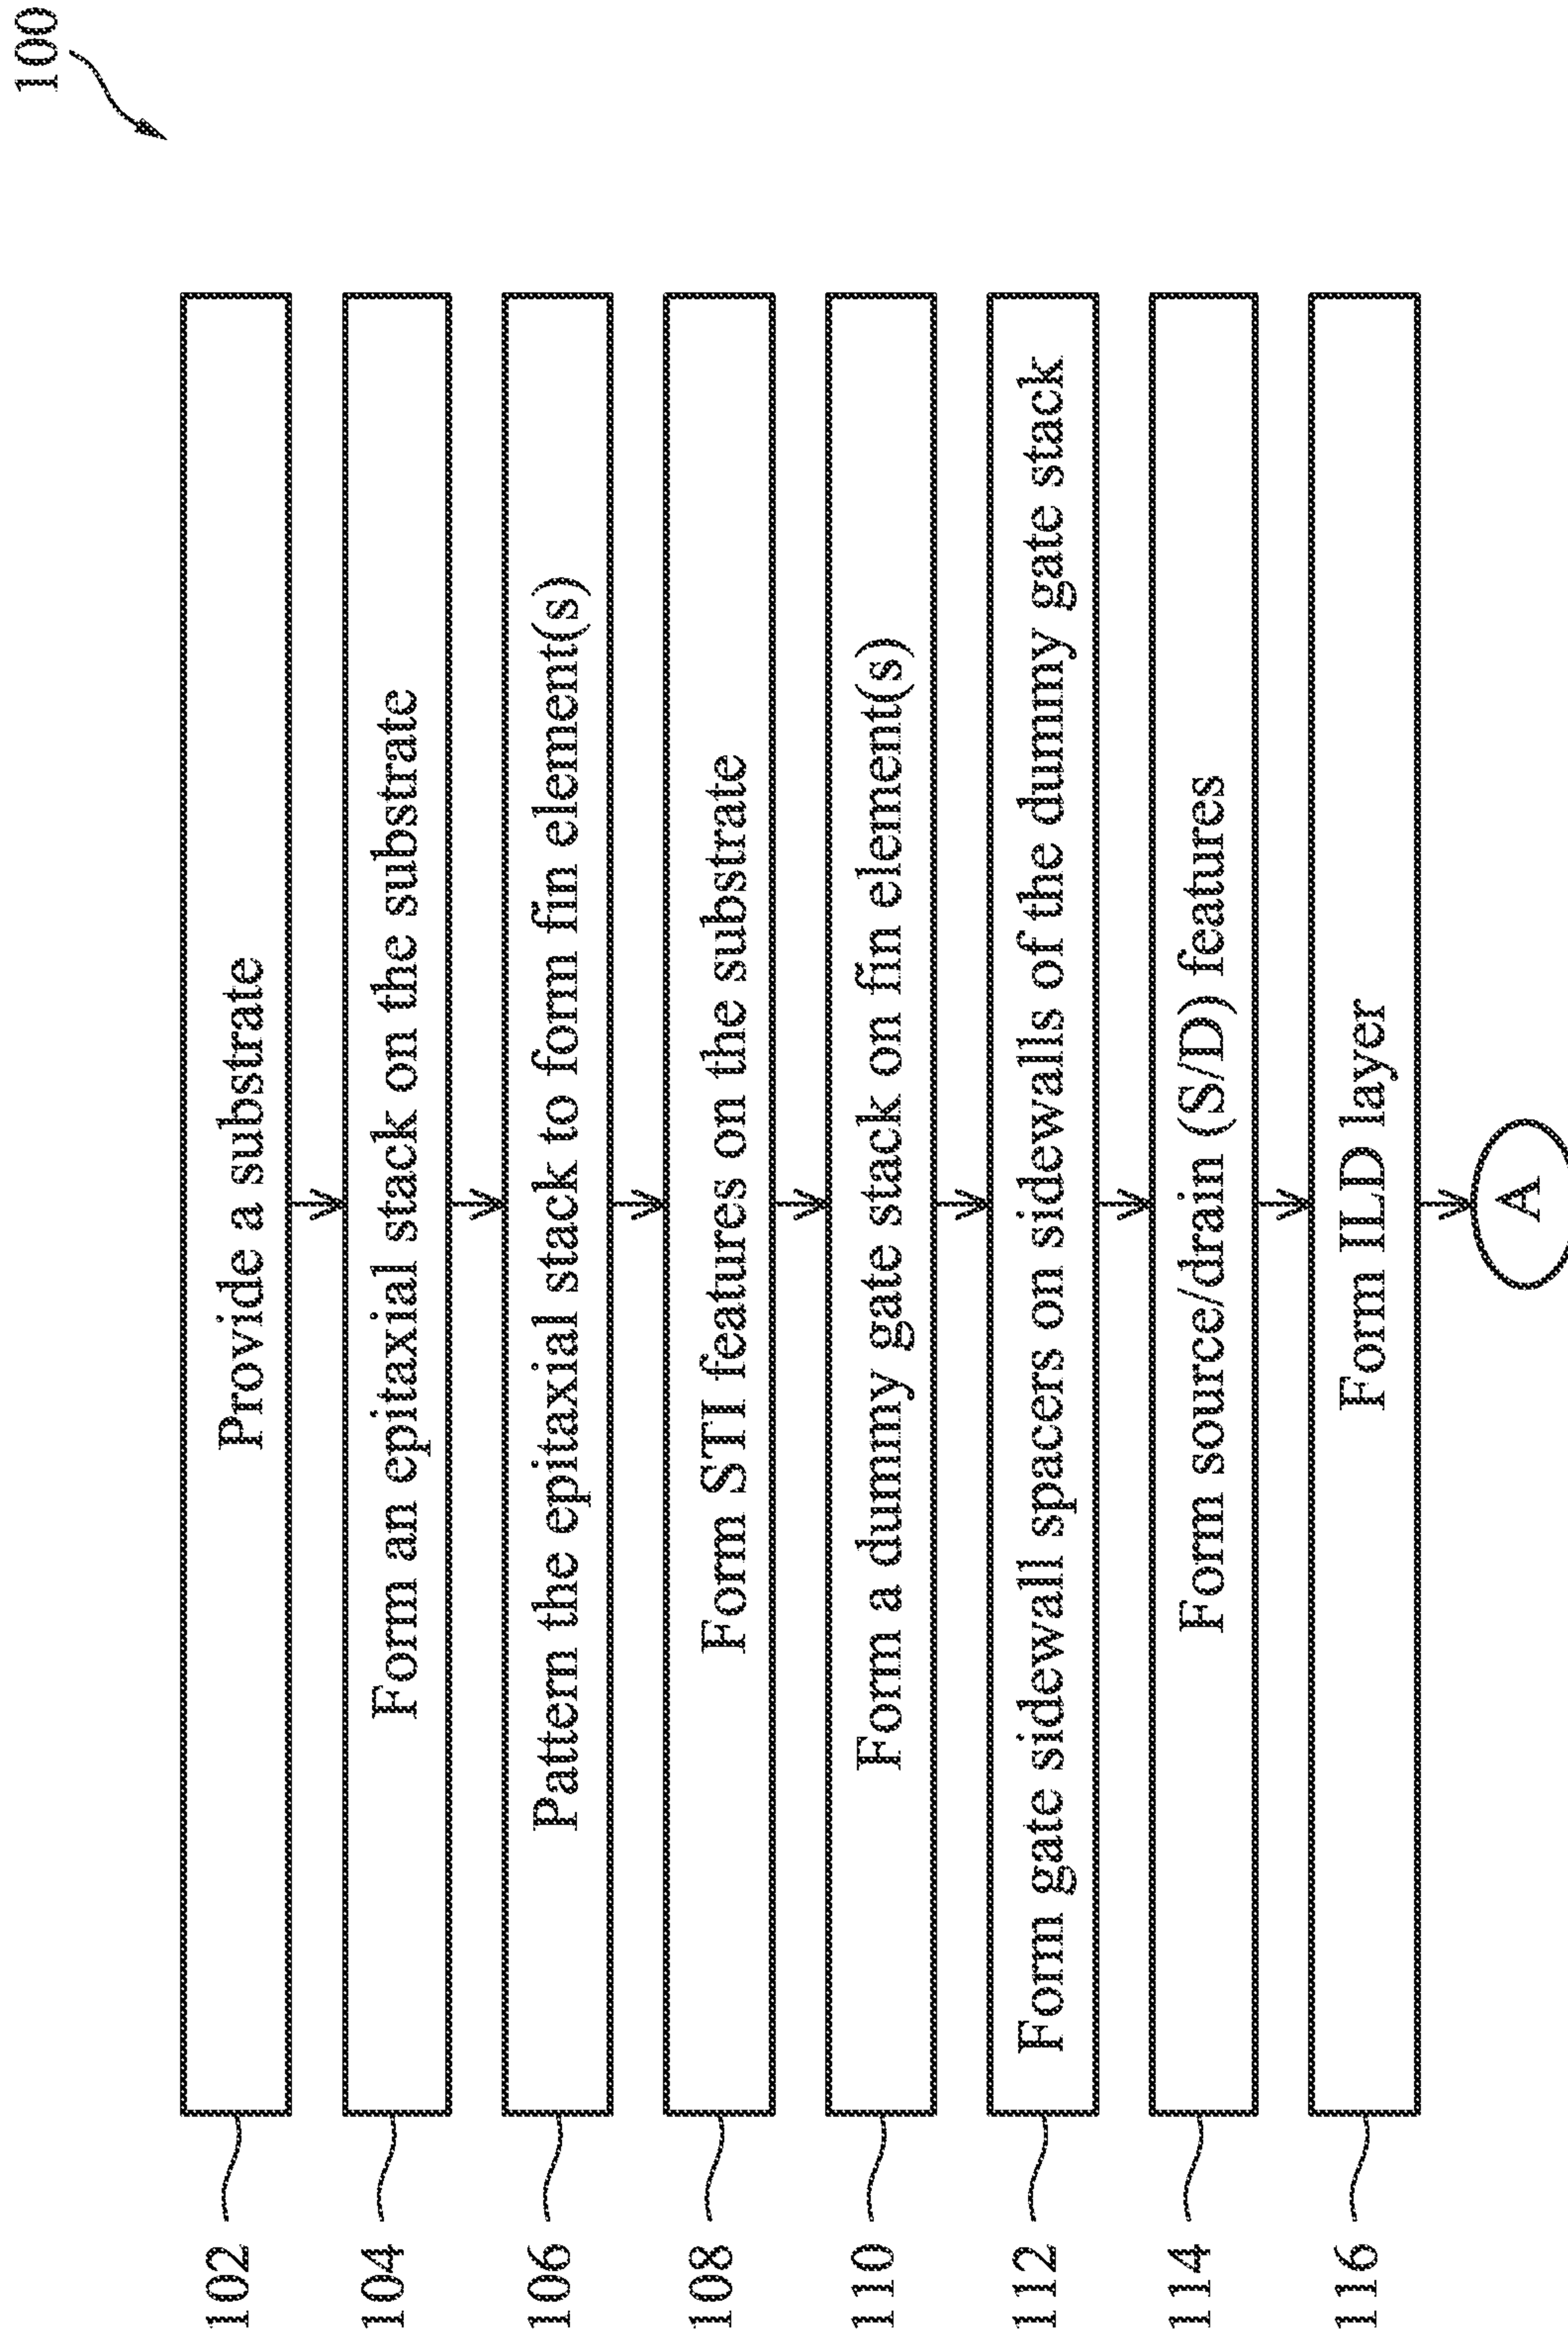 100
102
Provide a substrate
104
Form an epitaxial stack on the substrate
106
Pattern the epitaxial stack to form fin element(s)
108
Form STI features on the substrate
110
Form a dummy gate stack on fin element(s)
112
Form gate sidewall spacers on sidewalls of the dummy gate stack
114
Form source/drain (S/D) features
116
Form ILD layer
A